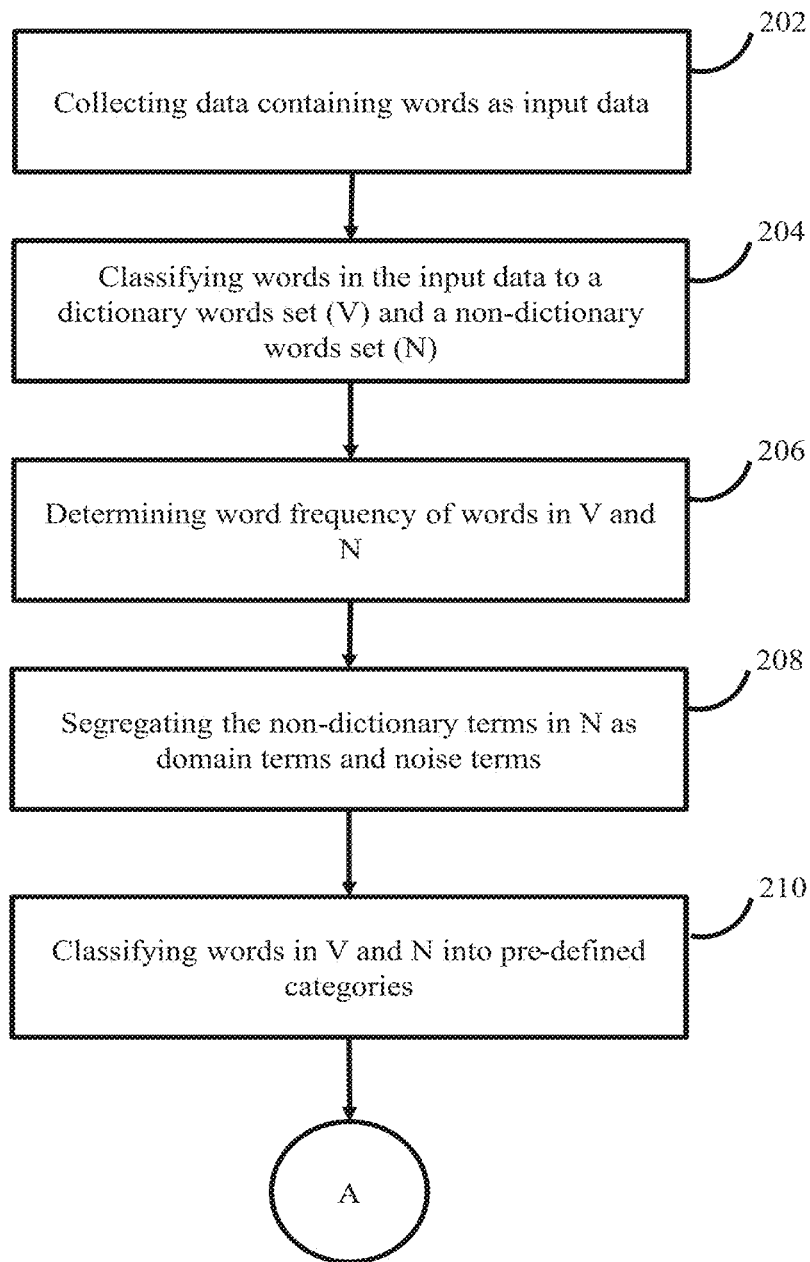 202
Collecting data containing words as input data
204
Classifying words in the input data to a
dictionary words set (V) and a non-dictionary
words set (N)
206
Determining word frequency of words in V and
N
208
Segregating the non-dictionary terms in N as
domain terms and noise terms
210
Classifying words in V and N into pre-defined
categories
A